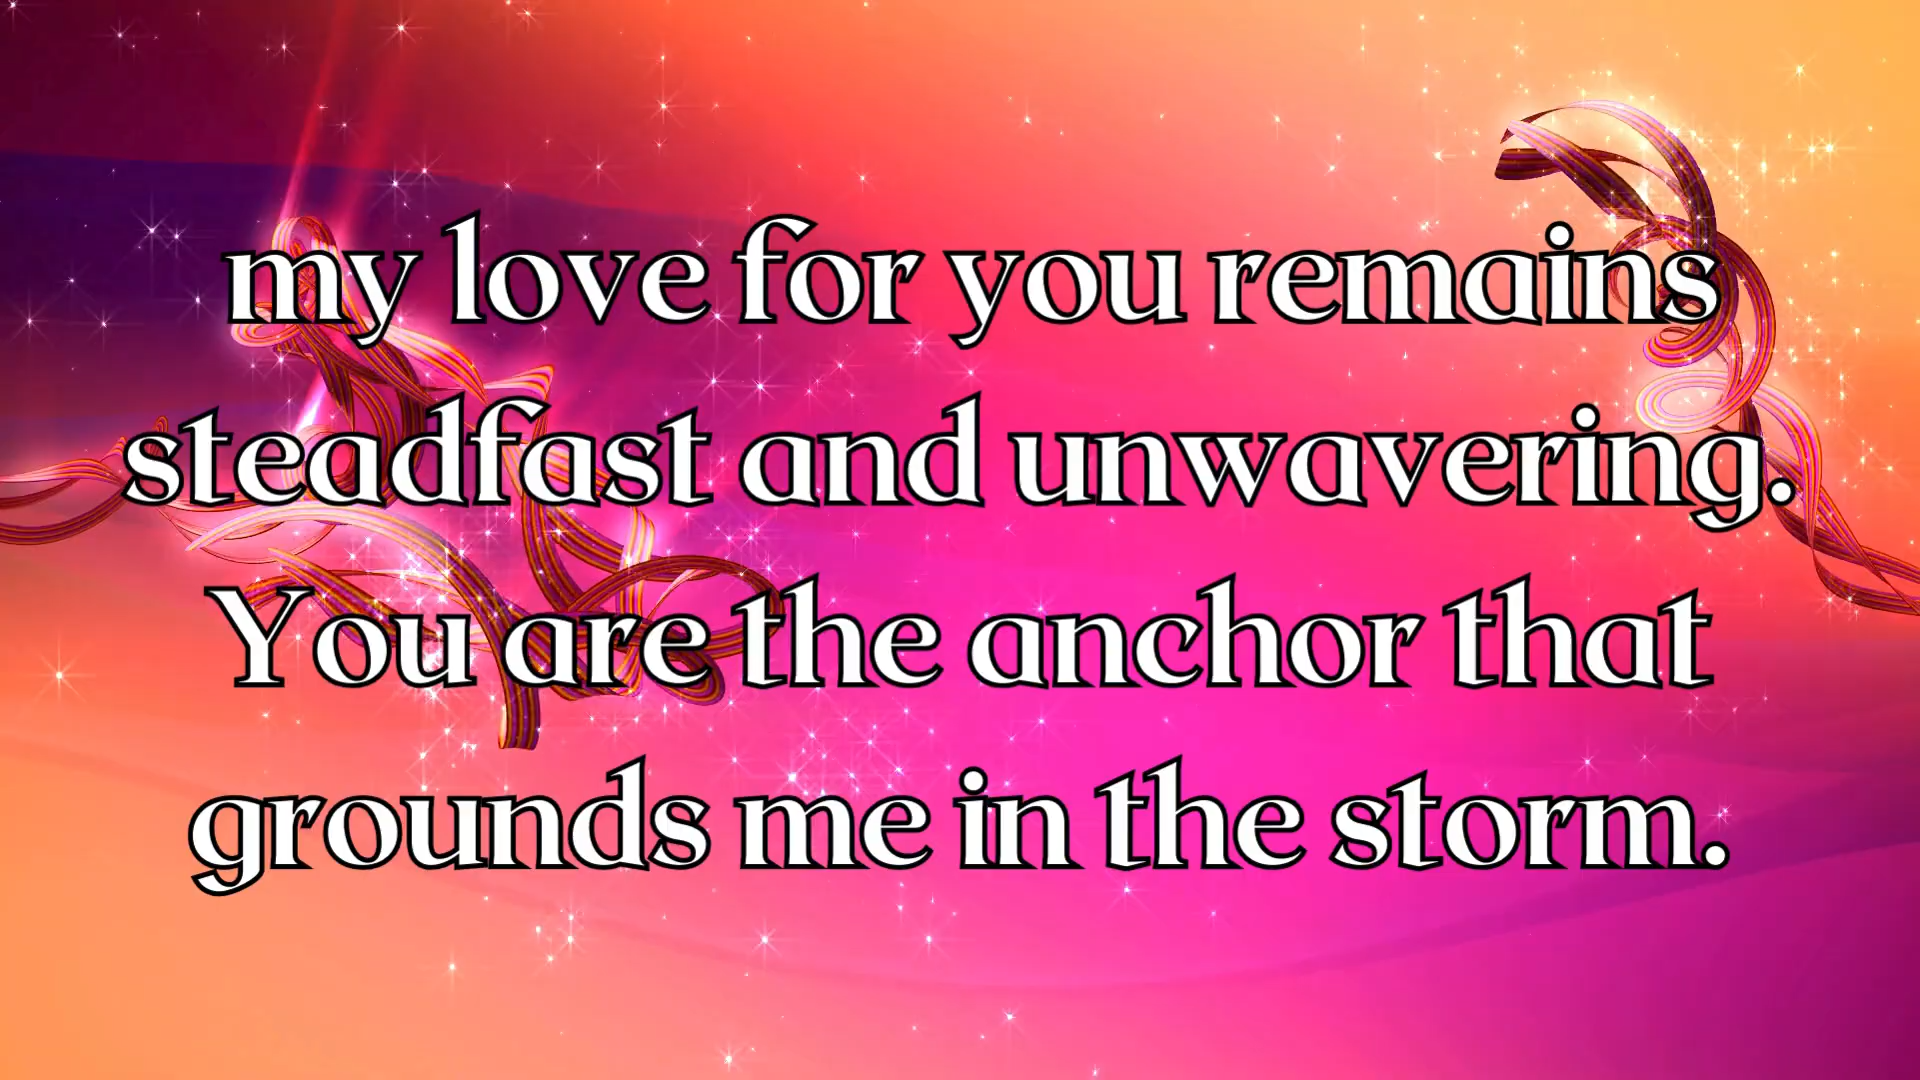 my love for you remains
steadfast and unwavering.
You are the anchor that
grounds me in the storm.